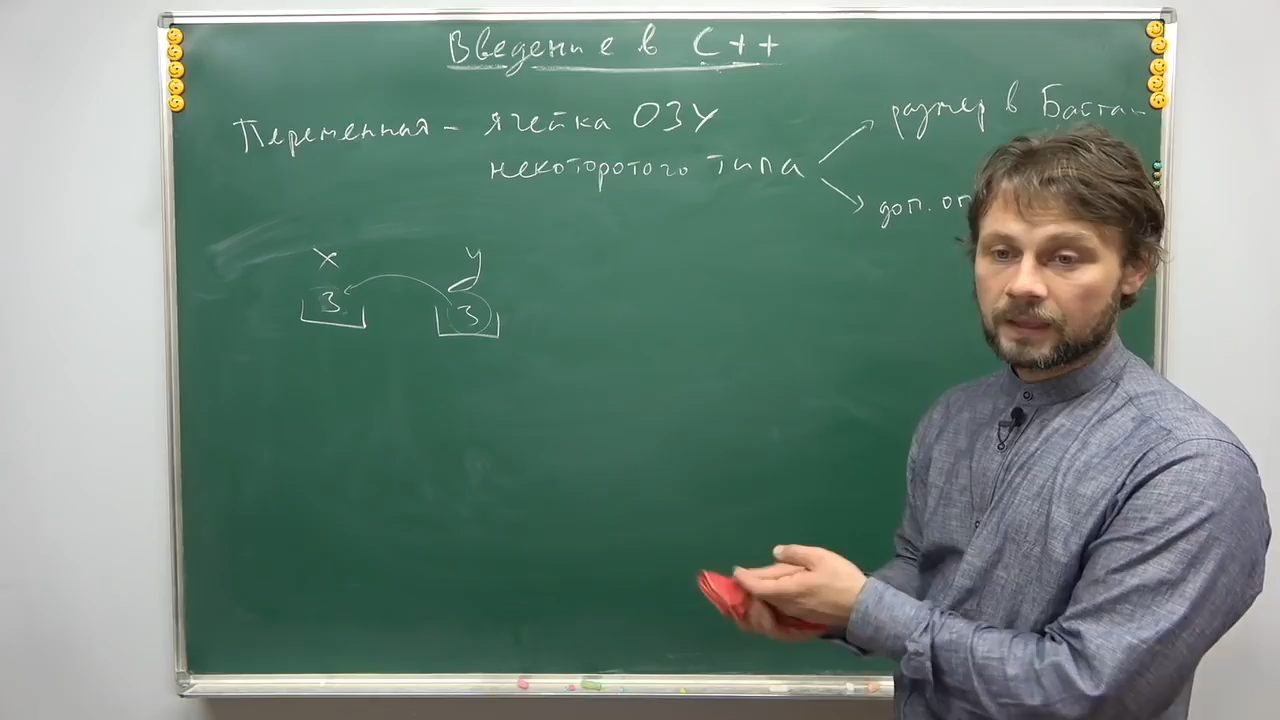 Введение в C++
Переменная - ячейка ОЗУ
некоторотого типа
размер в Байтах
доп. оп
x y
3 3